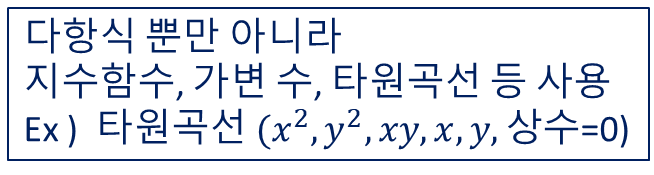 다항식 뿐만 아니라
지수함수, 가변 수, 타원곡선 등 사용
Ex ) 타원곡선 (𝑥², 𝑦², 𝑥𝑦, 𝑥, 𝑦, 상수=0)